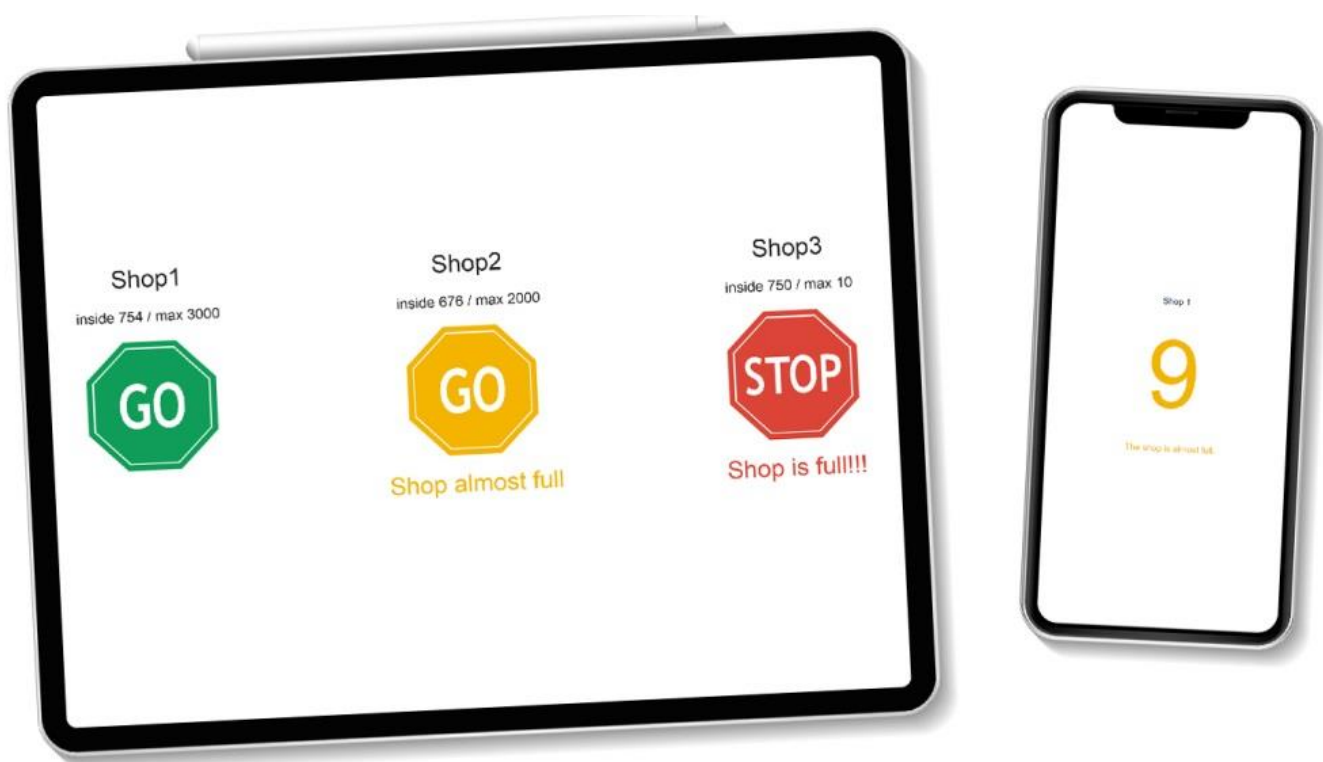 Shop1
inside 754 / max 3000
GO
Shop2
inside 676 / max 2000
GO
Shop almost full
Shop3
inside 750 / max 10
STOP
Shop is full!!!
Shop 1
9
The shop is almost full.